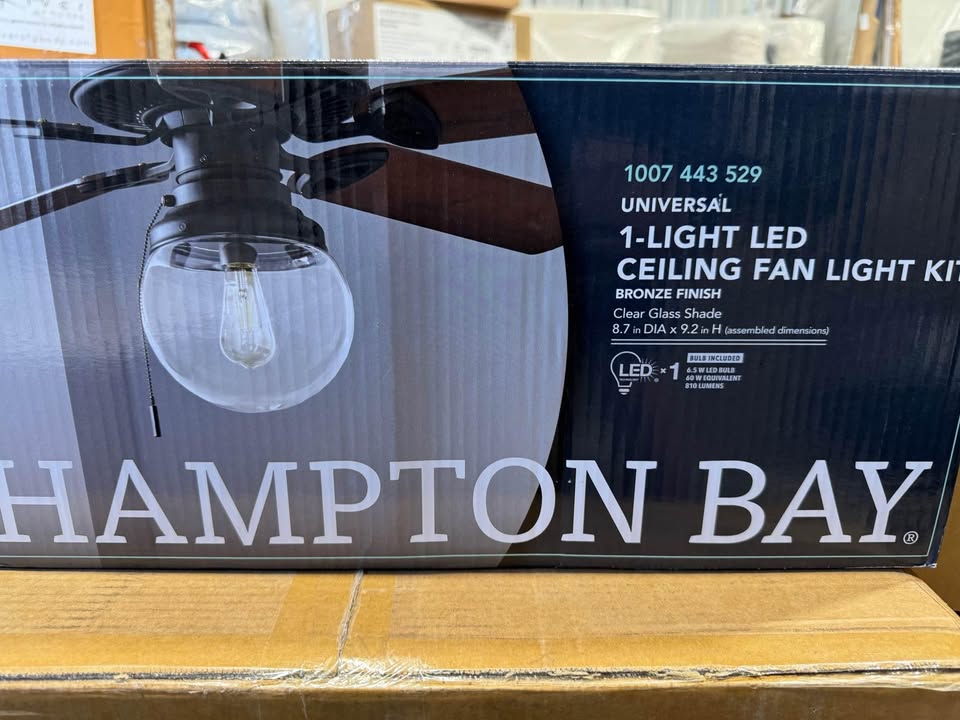 1007 443 529
UNIVERSAL
1-LIGHT LED
CEILING FAN LIGHT KIT
BRONZE FINISH
Clear Glass Shade
8.7 in DIA x 9.2 in H (assembled dimensions)
LED x 1
TECHNOLOGY
BULB INCLUDED
6.5 W LED BULB
60 W EQUIVALENT
810 LUMENS
HAMPTON BAY®